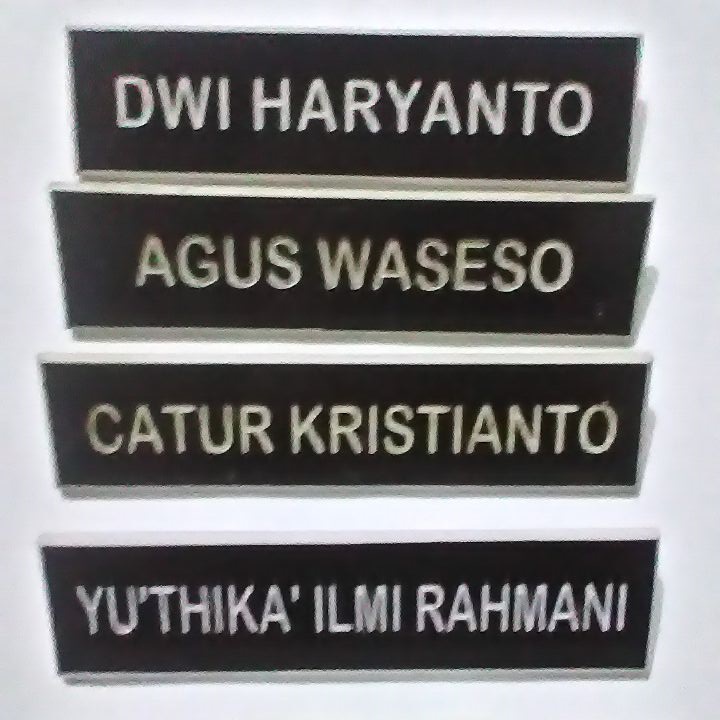 DWI HARYANTO
AGUS WASESO
CATUR KRISTIANTO
YU'THIKA' ILMI RAHMANI